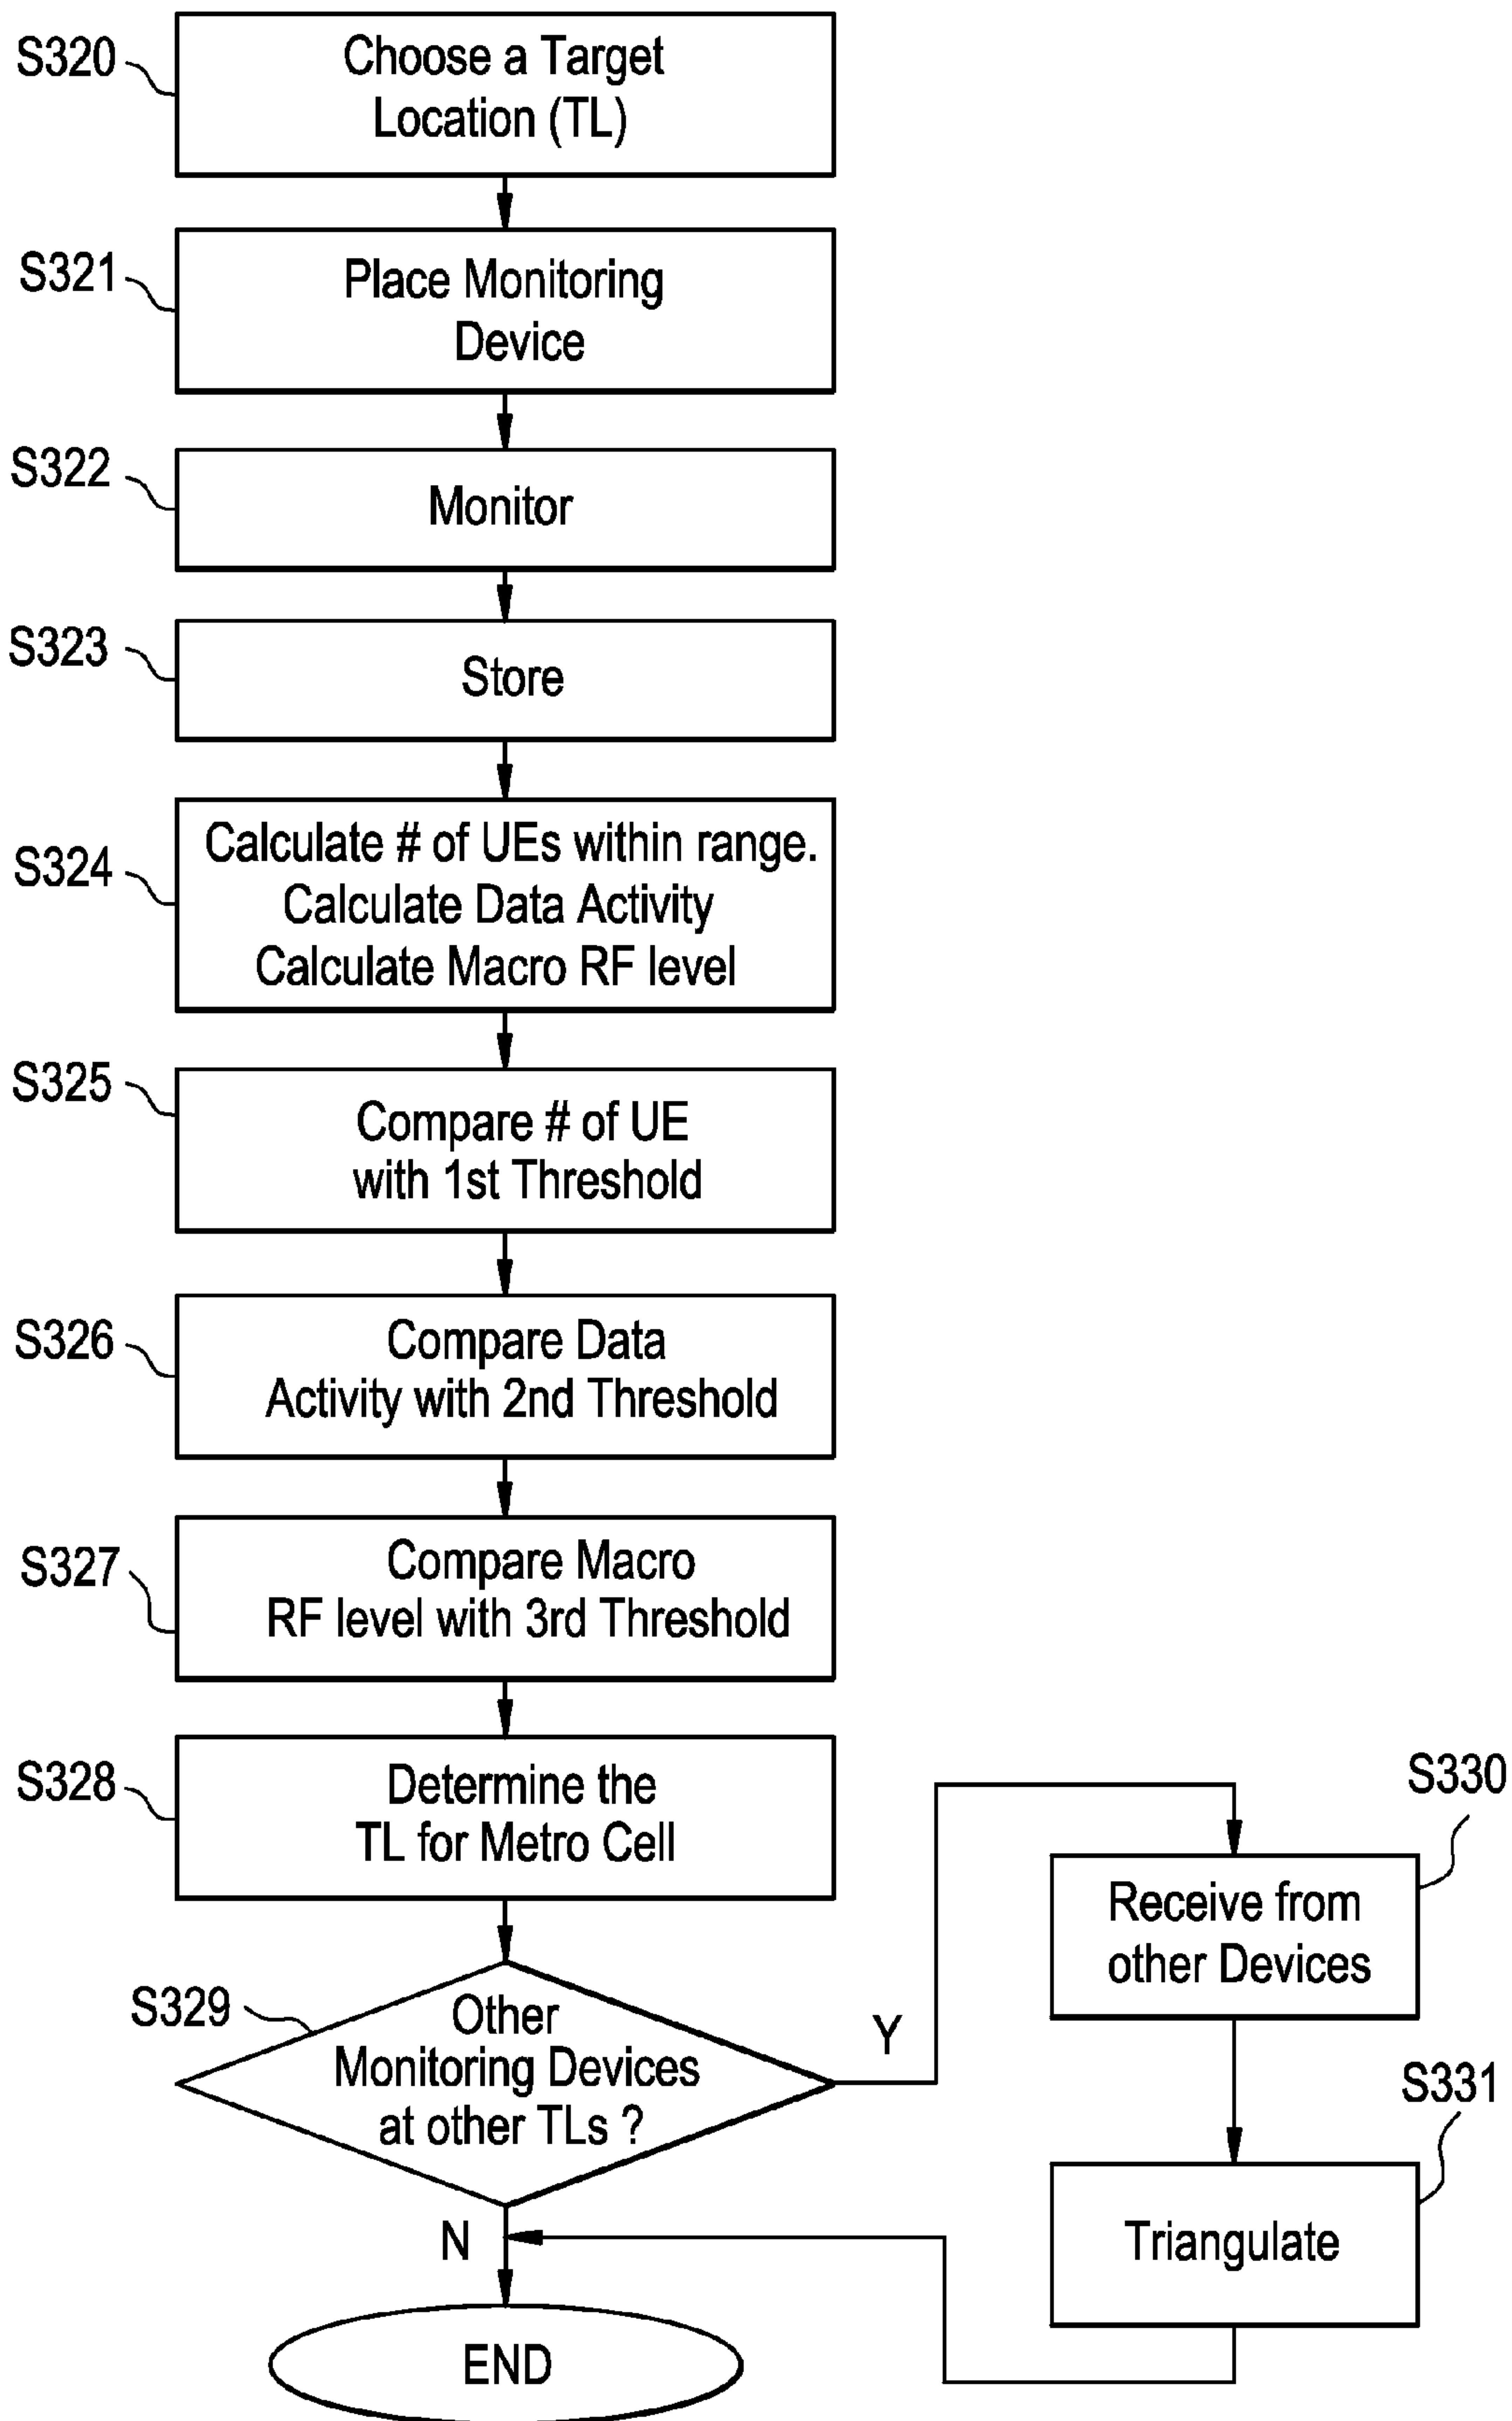 S320
Choose a Target
Location (TL)
S321
Place Monitoring
Device
S322
Monitor
S323
Store
S324
Calculate # of UEs within range.
Calculate Data Activity
Calculate Macro RF level
S325
Compare # of UE
with 1st Threshold
S326
Compare Data
Activity with 2nd Threshold
S327
Compare Macro
RF level with 3rd Threshold
S328
Determine the
TL for Metro Cell
S329
Other
Monitoring Devices
at other TLs ?
Y
S330
Receive from
other Devices
S331
Triangulate
N
END